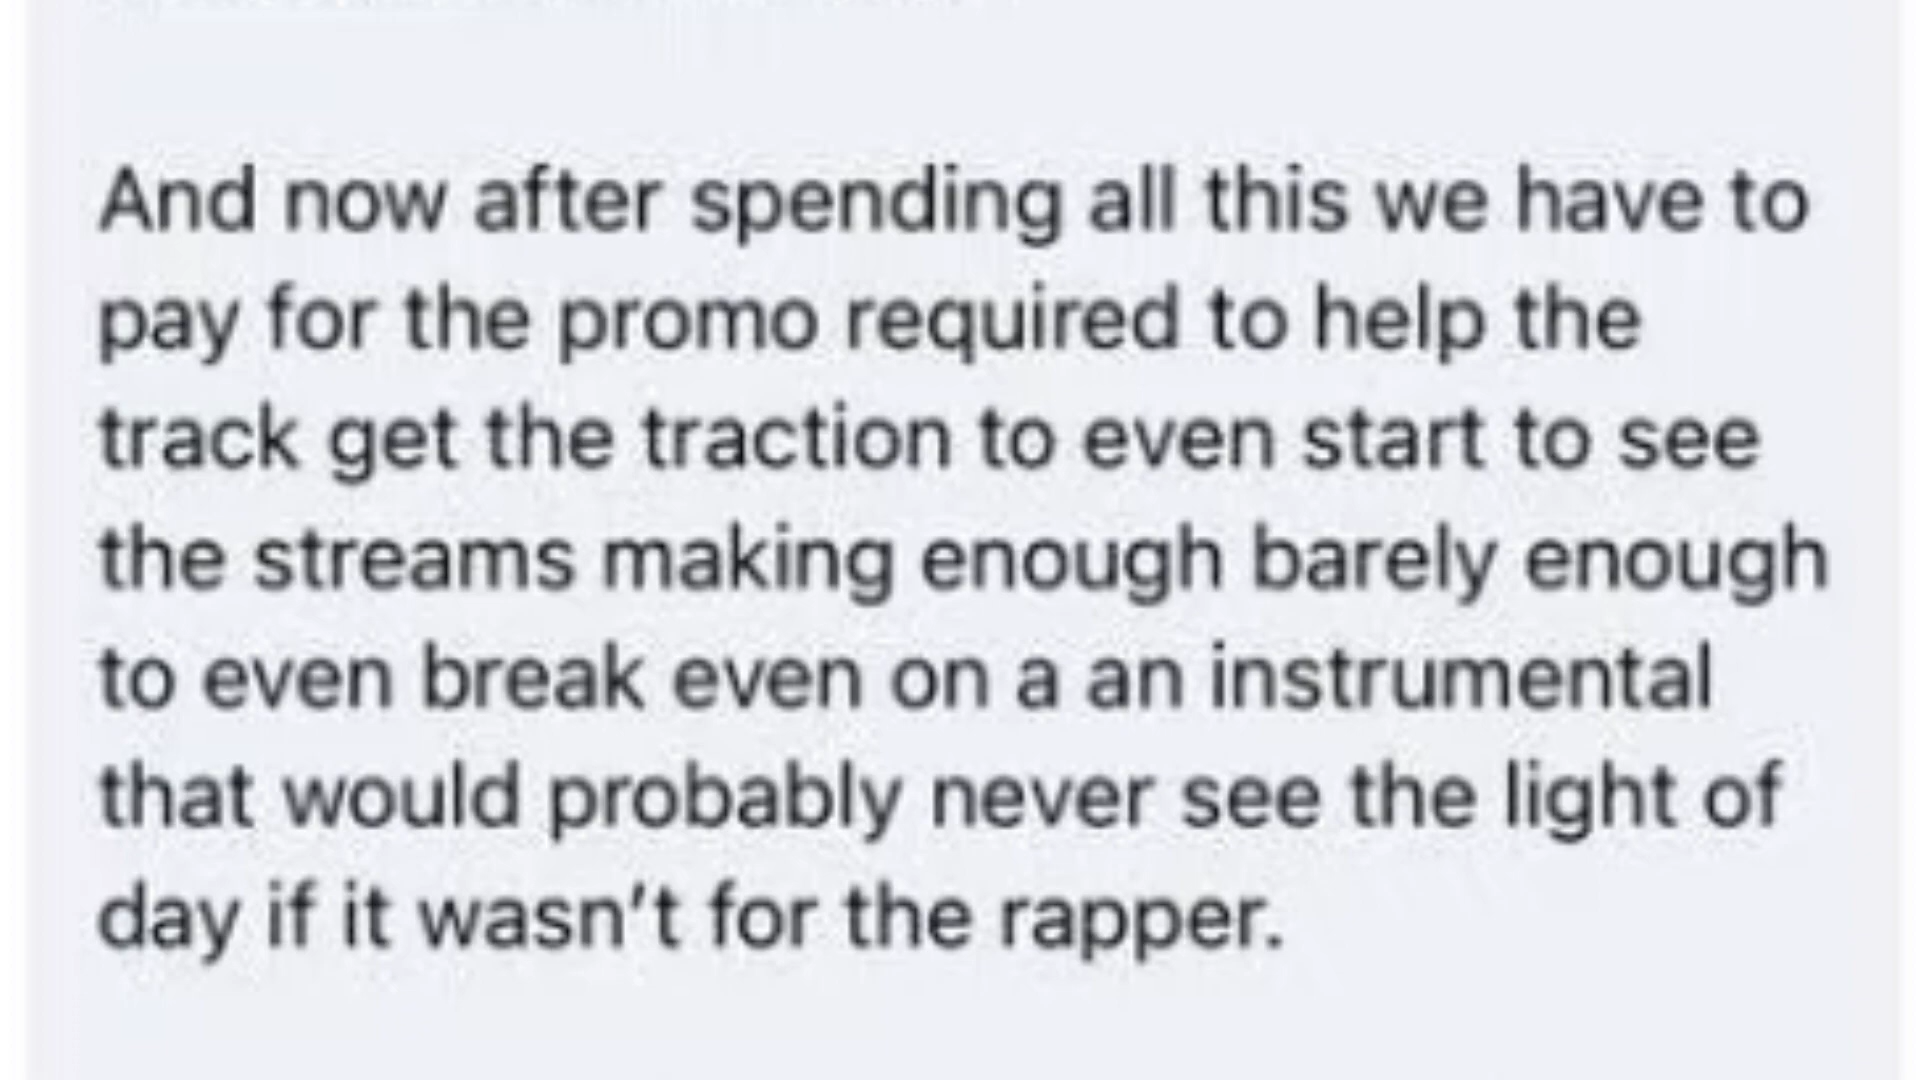 And now after spending all this we have to
pay for the promo required to help the
track get the traction to even start to see
the streams making enough barely enough
to even break even on a an instrumental
that would probably never see the light of
day if it wasn’t for the rapper.